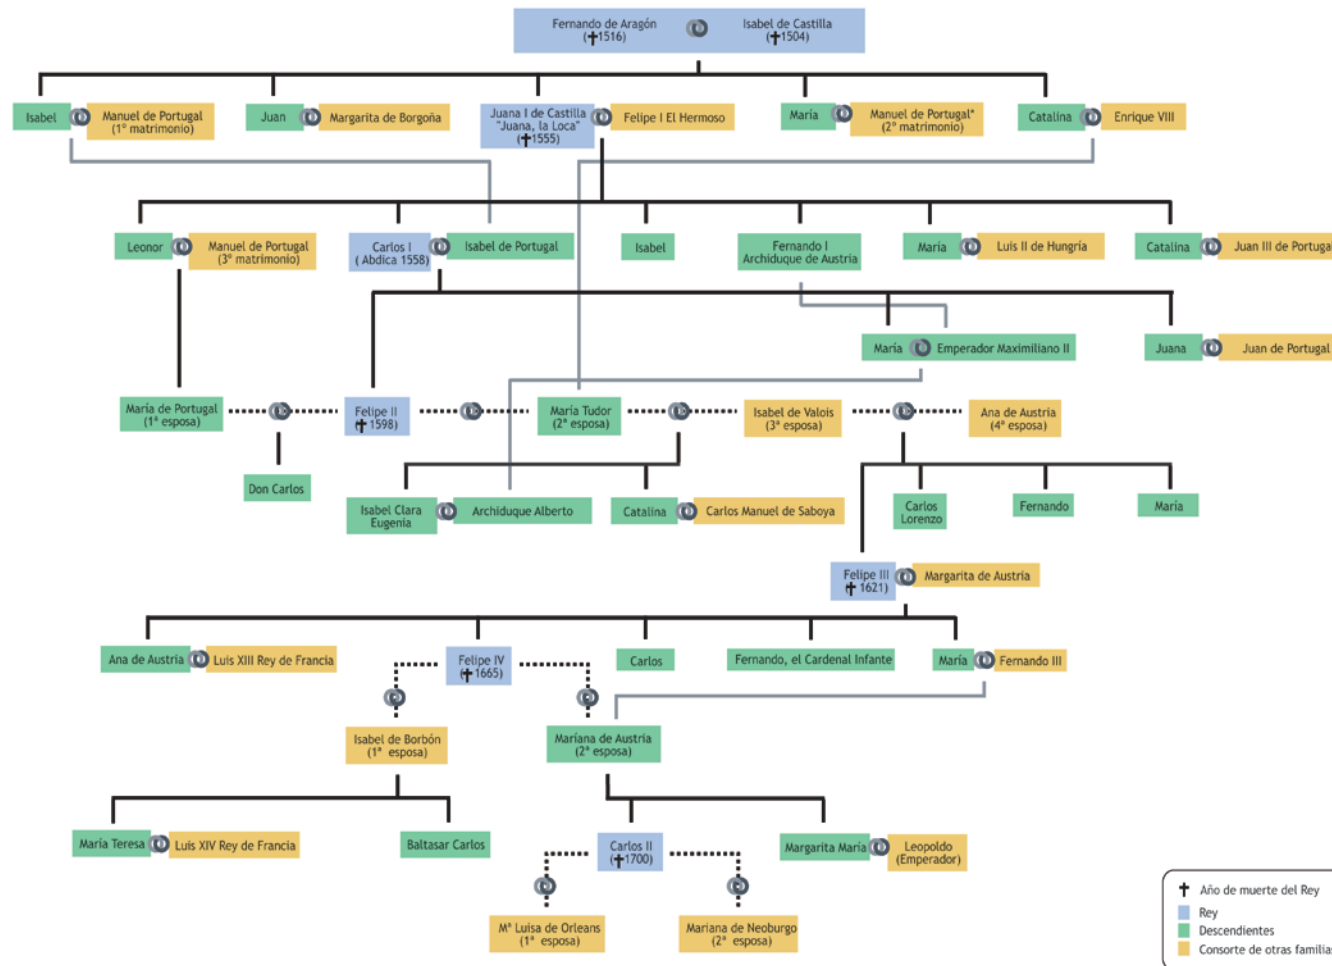 Fernando de Aragón
(✝1516)
Isabel de Castilla
(✝1504)
Isabel
Manuel de Portugal
(1º matrimonio)
Juan
Margarita de Borgoña
Juana I de Castilla
"Juana, la Loca"
(✝1555)
Felipe I El Hermoso
María
Manuel de Portugal*
(2º matrimonio)
Catalina
Enrique VIII
Leonor
Manuel de Portugal
(3º matrimonio)
Carlos I
( Abdica 1558)
Isabel de Portugal
Isabel
Fernando I
Archiduque de Austria
María
Luis II de Hungría
Catalina
Juan III de Portugal
María
Emperador Maximiliano II
Juana
Juan de Portugal
María de Portugal
(1ª esposa)
Felipe II
(✝ 1598)
María Tudor
(2ª esposa)
Isabel de Valois
(3ª esposa)
Ana de Austria
(4ª esposa)
Don Carlos
Isabel Clara
Eugenia
Archiduque Alberto
Catalina
Carlos Manuel de Saboya
Carlos
Lorenzo
Fernando
María
Felipe III
(✝ 1621)
Margarita de Austria
Ana de Austria
Luis XIII Rey de Francia
Felipe IV
(✝1665)
Carlos
Fernando, el Cardenal Infante
María
Fernando III
Isabel de Borbón
(1ª esposa)
Maríana de Austria
(2ª esposa)
María Teresa
Luis XIV Rey de Francia
Baltasar Carlos
Carlos II
(✝1700)
Margarita María
Leopoldo
(Emperador)
Mª Luisa de Orleans
(1ª esposa)
Mariana de Neoburgo
(2ª esposa)
✝ Año de muerte del Rey
Rey
Descendientes
Consorte de otras familias